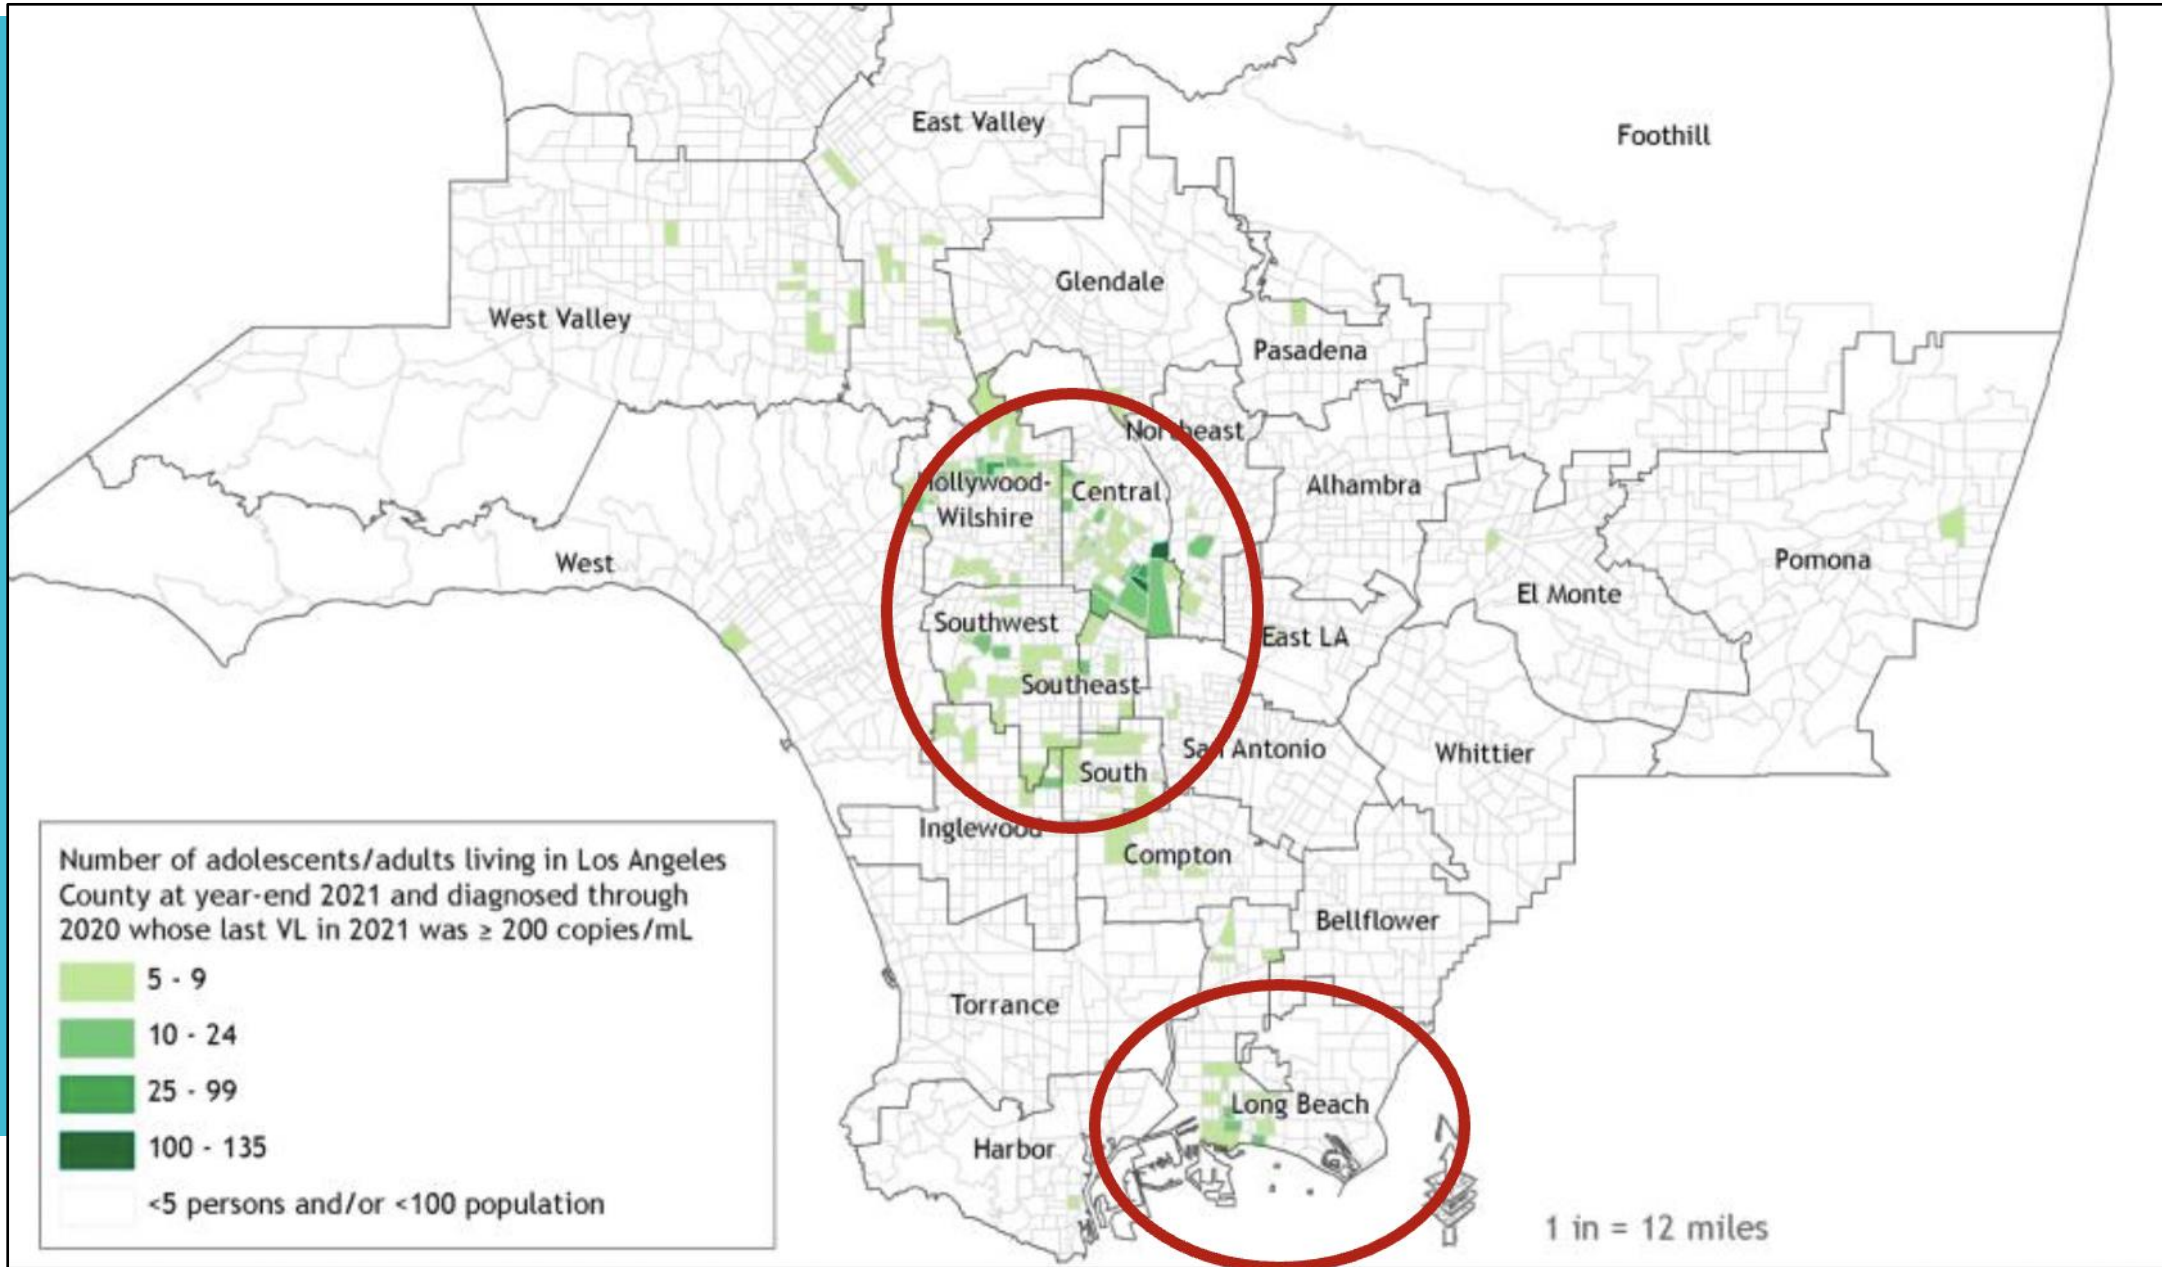 East Valley
Foothill
Glendale
West Valley
Pasadena
Northeast
Hollywood-
Wilshire
Central
Alhambra
West
Pomona
El Monte
Southwest
East LA
Southeast
San Antonio
Whittier
South
Inglewood
Compton
Bellflower
Torrance
Long Beach
Harbor
Number of adolescents/adults living in Los Angeles
County at year-end 2021 and diagnosed through
2020 whose last VL in 2021 was ≥ 200 copies/mL
5 - 9
10 - 24
25 - 99
100 - 135
<5 persons and/or <100 population
N
1 in = 12 miles